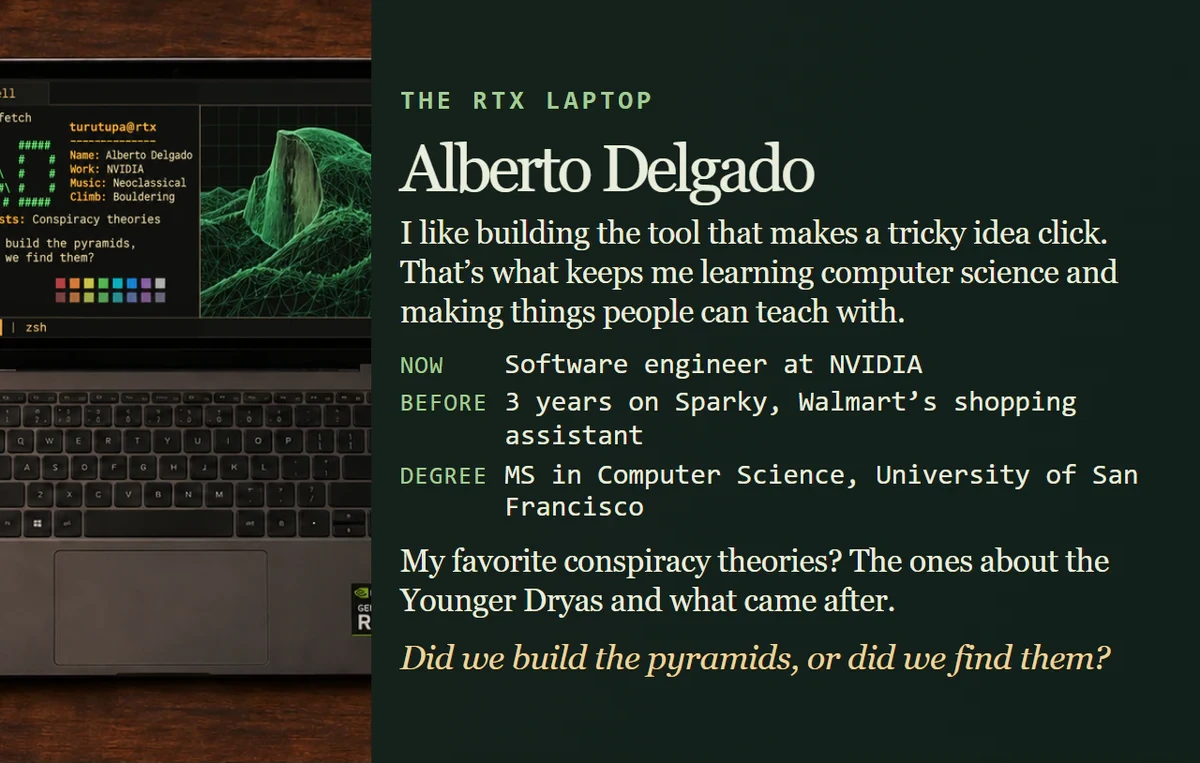 ell
fetch
turutupa@rtx
--------------
Name: Alberto Delgado
Work: NVIDIA
Music: Neoclassical
Climb: Bouldering
sts: Conspiracy theories
build the pyramids,
we find them?
| zsh
Q W E R T Y U I O P
A S D F G H J K L
Z X C V B N M
GE
R
THE RTX LAPTOP
Alberto Delgado
I like building the tool that makes a tricky idea click.
That’s what keeps me learning computer science and
making things people can teach with.
NOW Software engineer at NVIDIA
BEFORE 3 years on Sparky, Walmart’s shopping
assistant
DEGREE MS in Computer Science, University of San
Francisco
My favorite conspiracy theories? The ones about the
Younger Dryas and what came after.
Did we build the pyramids, or did we find them?